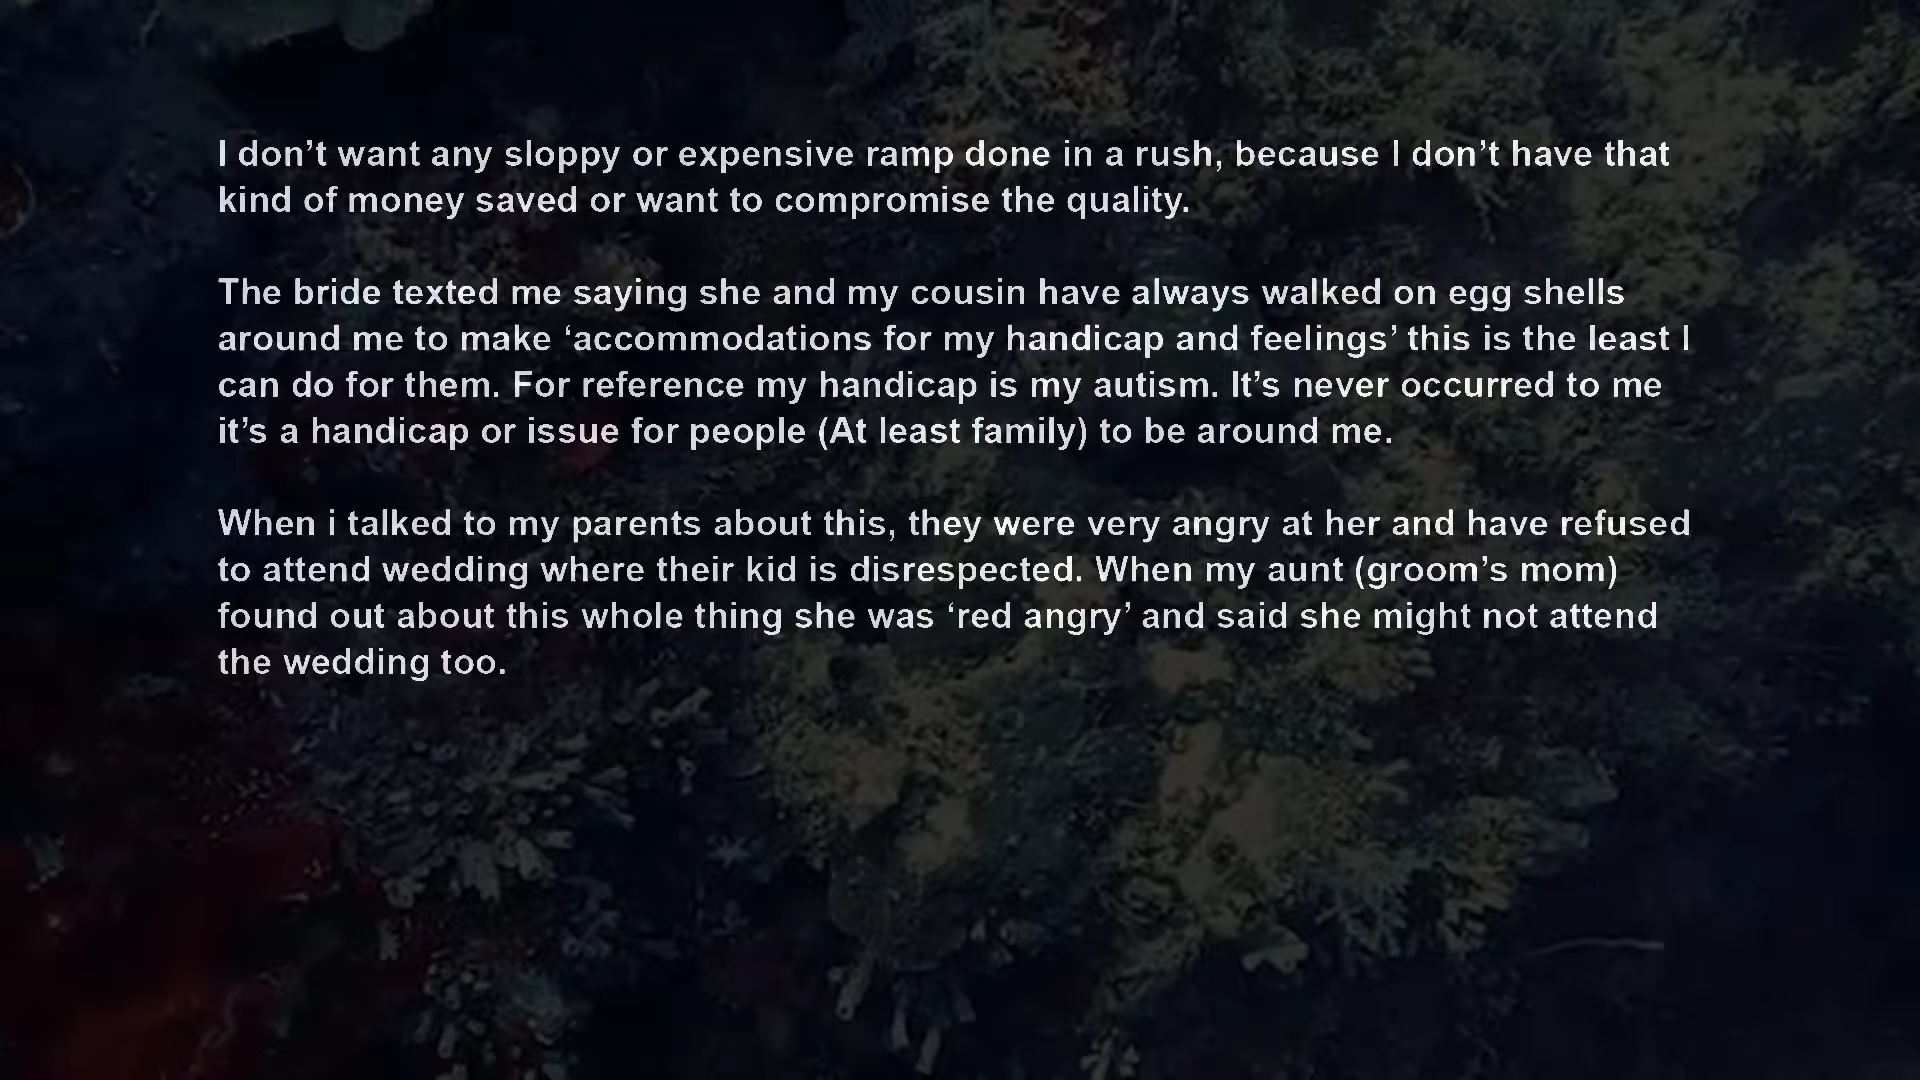 I don’t want any sloppy or expensive ramp done in a rush, because I don’t have that
kind of money saved or want to compromise the quality.
The bride texted me saying she and my cousin have always walked on egg shells
around me to make ‘accommodations for my handicap and feelings’ this is the least I
can do for them. For reference my handicap is my autism. It’s never occurred to me
it’s a handicap or issue for people (At least family) to be around me.
When i talked to my parents about this, they were very angry at her and have refused
to attend wedding where their kid is disrespected. When my aunt (groom’s mom)
found out about this whole thing she was ‘red angry’ and said she might not attend
the wedding too.